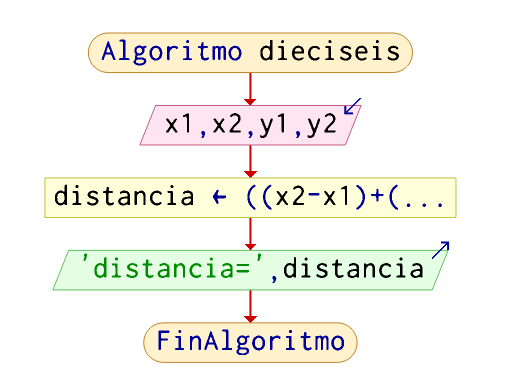 Algoritmo dieciseis
x1,x2,y1,y2
distancia ← ((x2-x1)+(...
'distancia=',distancia
FinAlgoritmo